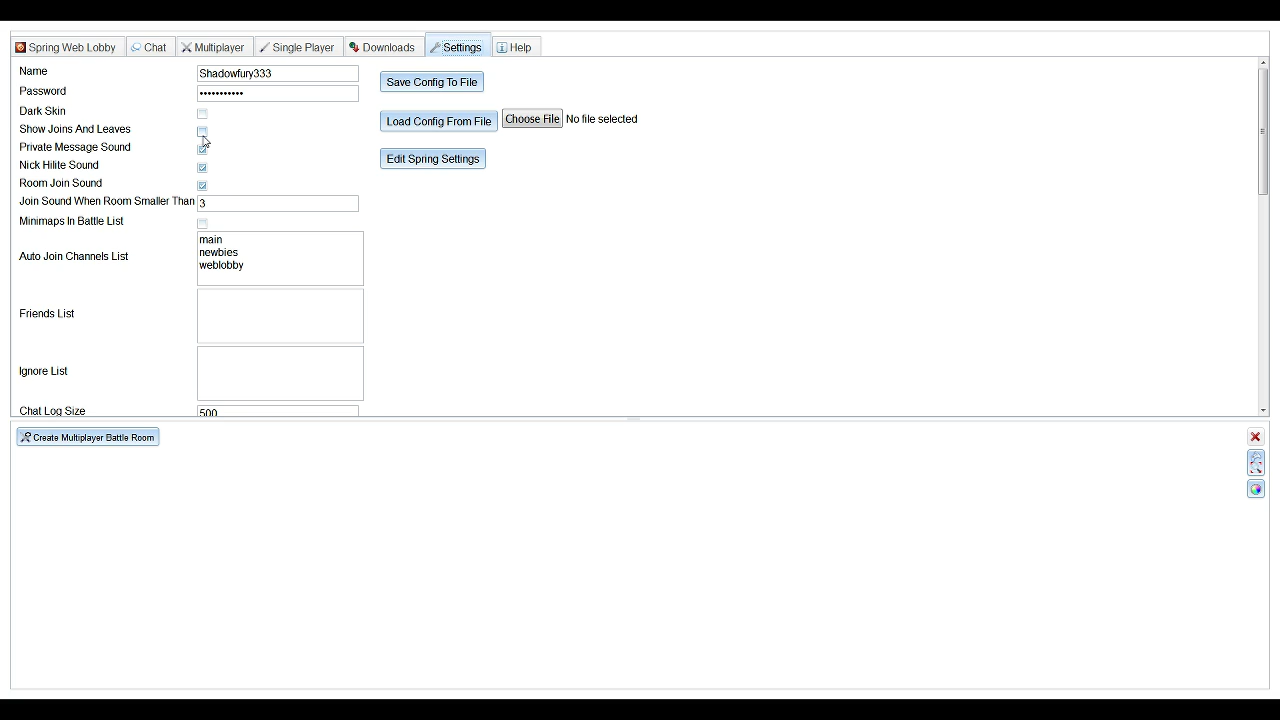 Spring Web Lobby Chat Multiplayer Single Player Downloads Settings Help
Name Shadowfury333 Save Config To File
Password •••••••••••
Dark Skin
Show Joins And Leaves Load Config From File Choose File No file selected
Private Message Sound
Nick Hilite Sound Edit Spring Settings
Room Join Sound
Join Sound When Room Smaller Than 3
Minimaps In Battle List
Auto Join Channels List
main
newbies
weblobby
Friends List
Ignore List
Chat Log Size 500
Create Multiplayer Battle Room